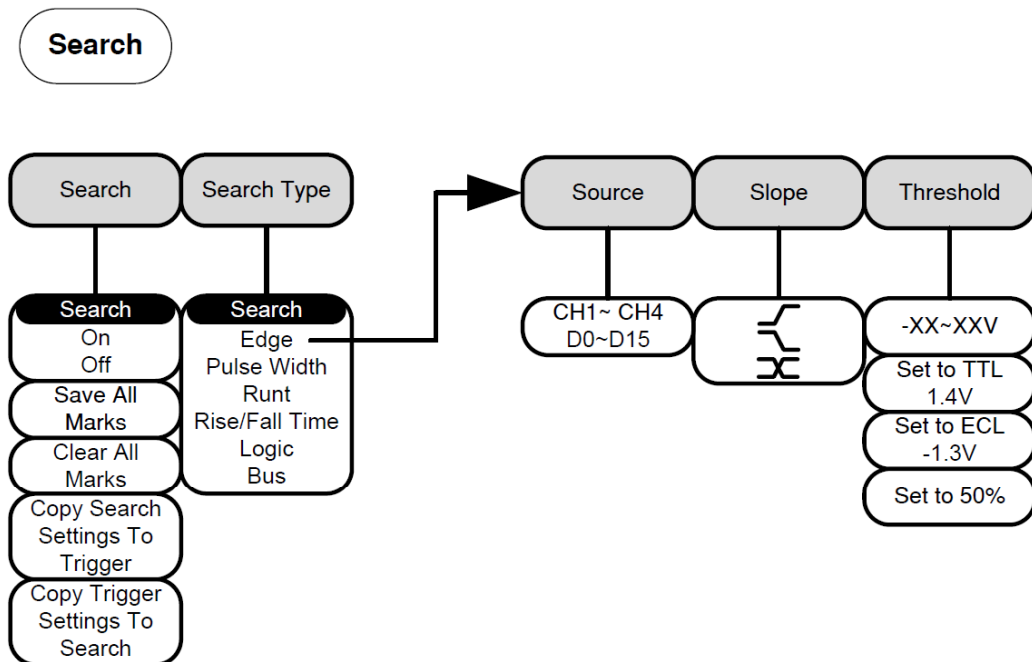 Search
Search
Search Type
Source
Slope
Threshold
Search
On
Off
Save All
Marks
Clear All
Marks
Copy Search
Settings To
Trigger
Copy Trigger
Settings To
Search
Search
Edge
Pulse Width
Runt
Rise/Fall Time
Logic
Bus
CH1~ CH4
D0~D15
-XX~XXV
Set to TTL
1.4V
Set to ECL
-1.3V
Set to 50%